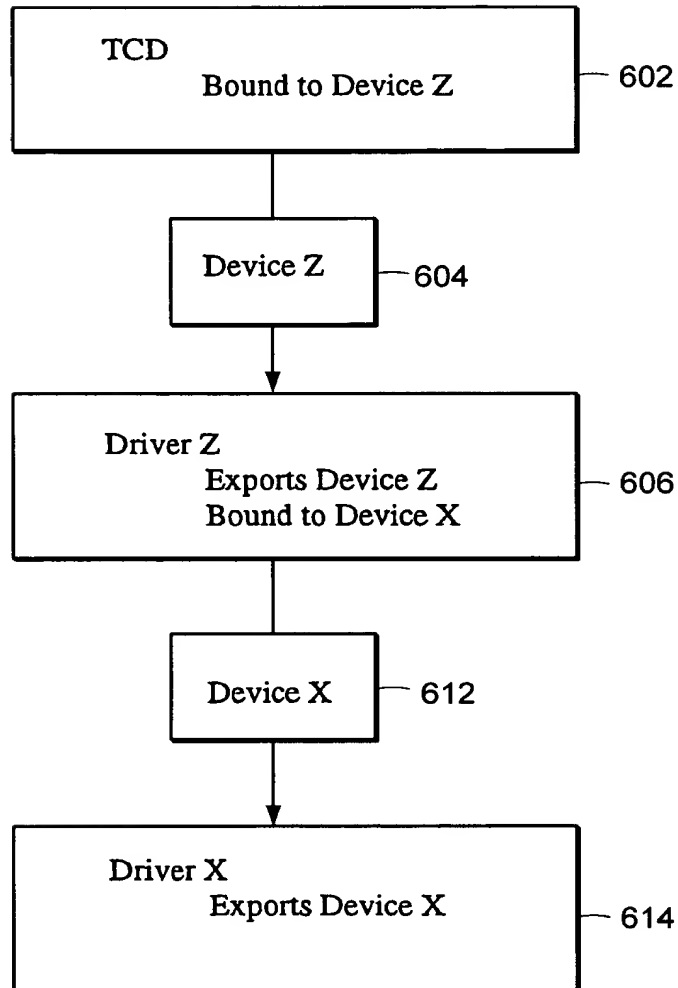 TCD
Bound to Device Z
602
Device Z
604
Driver Z
Exports Device Z
Bound to Device X
606
Device X
612
Driver X
Exports Device X
614